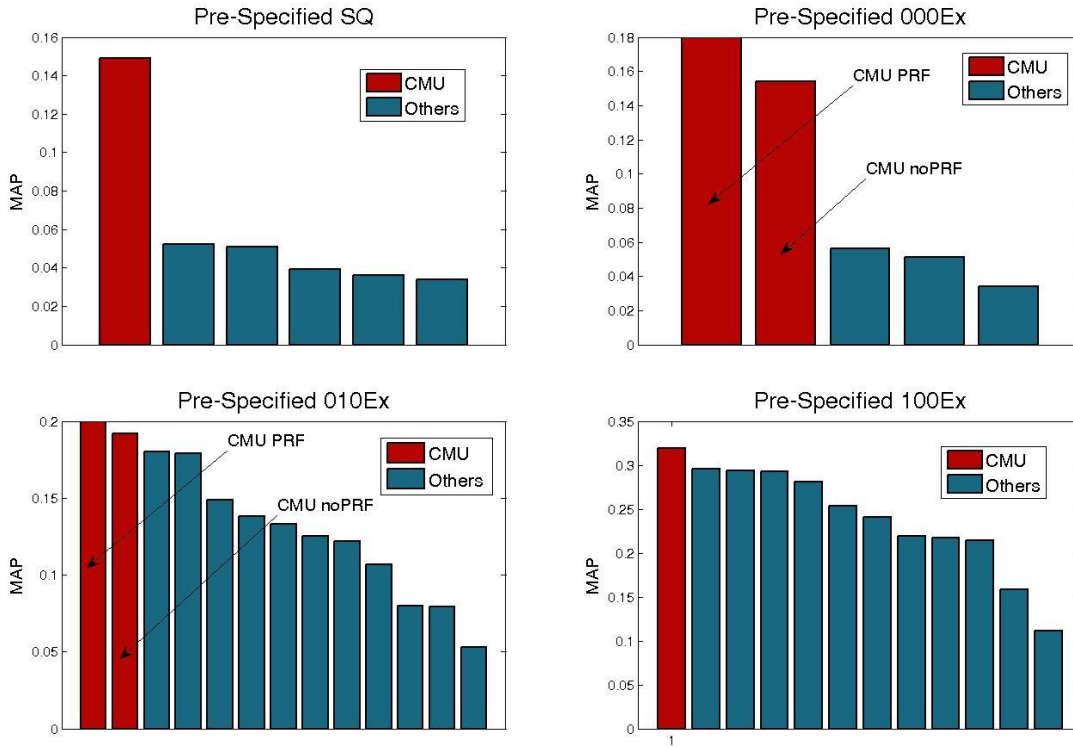 Pre-Specified SQ
0.16
0.14
0.12
0.1
0.08
0.06
0.04
0.02
0
MAP
CMU
Others
Pre-Specified 000Ex
0.18
0.16
0.14
0.12
0.1
0.08
0.06
0.04
0.02
0
MAP
CMU PRF
CMU noPRF
CMU
Others
Pre-Specified 010Ex
0.2
0.15
0.1
0.05
0
MAP
CMU PRF
CMU noPRF
CMU
Others
Pre-Specified 100Ex
0.35
0.3
0.25
0.2
0.15
0.1
0.05
0
MAP
CMU
Others
1